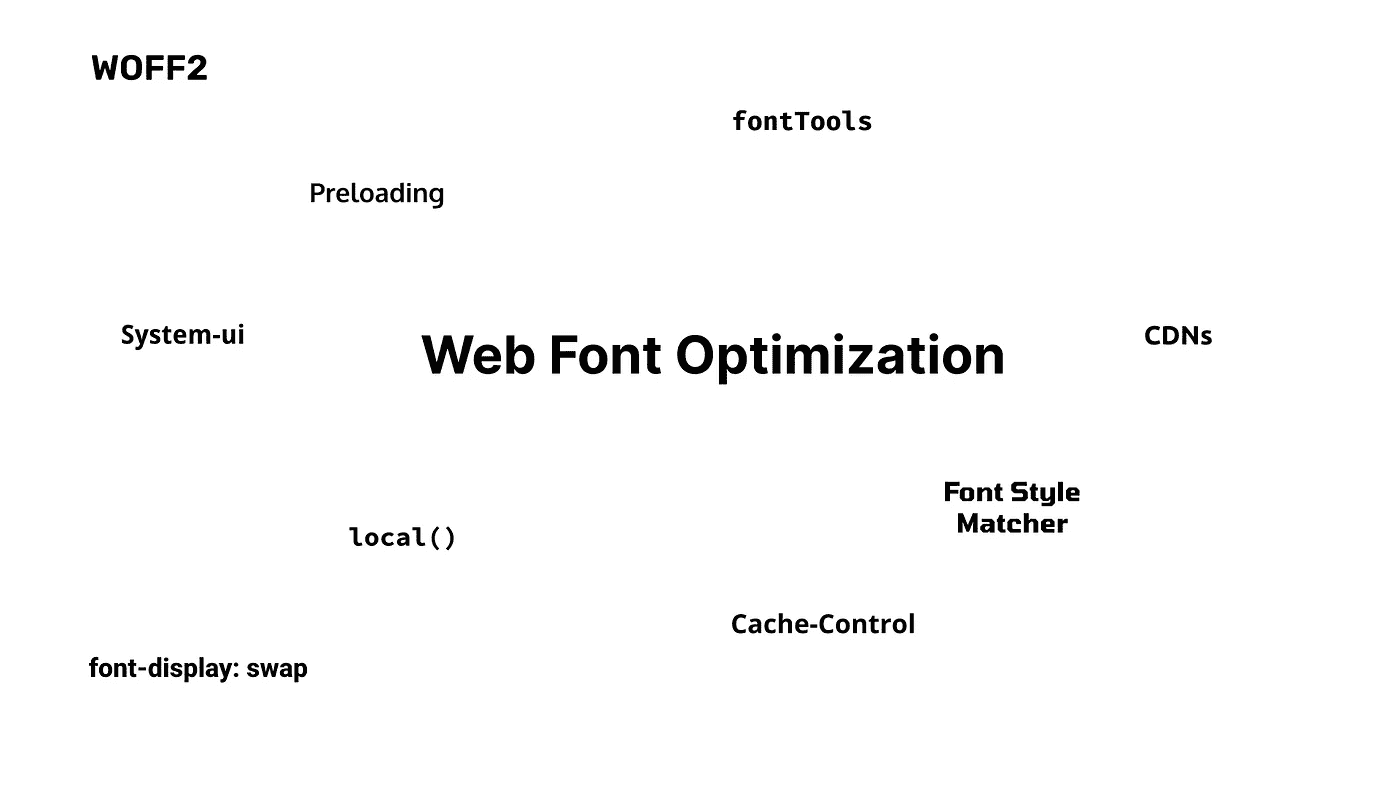 WOFF2
fontTools
Preloading
System-ui
Web Font Optimization
CDNs
Font Style
Matcher
local()
Cache-Control
font-display: swap